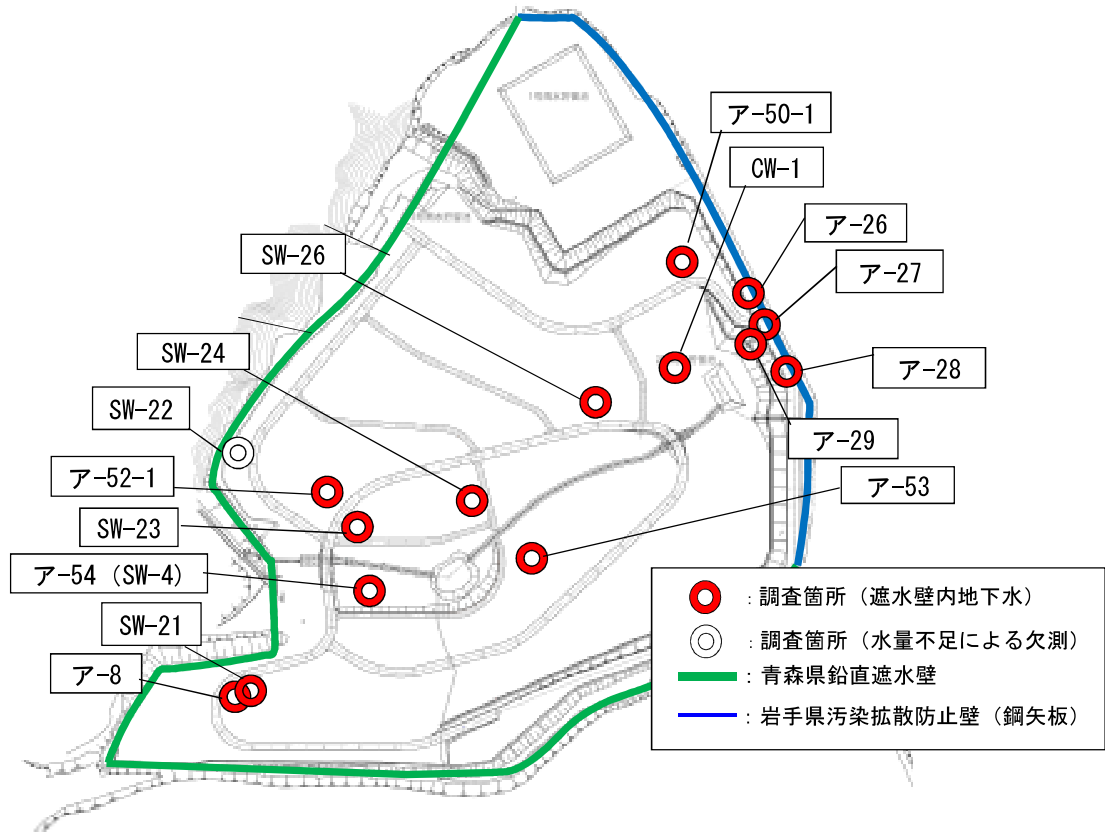 ア-50-1
CW-1
ア-26
SW-26
ア-27
SW-24
ア-28
SW-22
ア-29
ア-52-1
ア-53
SW-23
ア-54 (SW-4)
SW-21
ア-8
：調査箇所（遮水壁内地下水）
：調査箇所（水量不足による欠測）
：青森県鉛直遮水壁
：岩手県汚染拡散防止壁（鋼矢板）